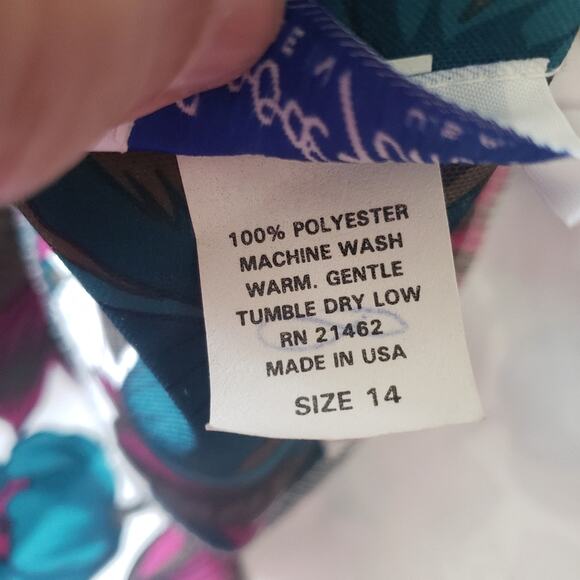 100% POLYESTER
MACHINE WASH
WARM. GENTLE
TUMBLE DRY LOW
RN 21462
MADE IN USA
SIZE 14